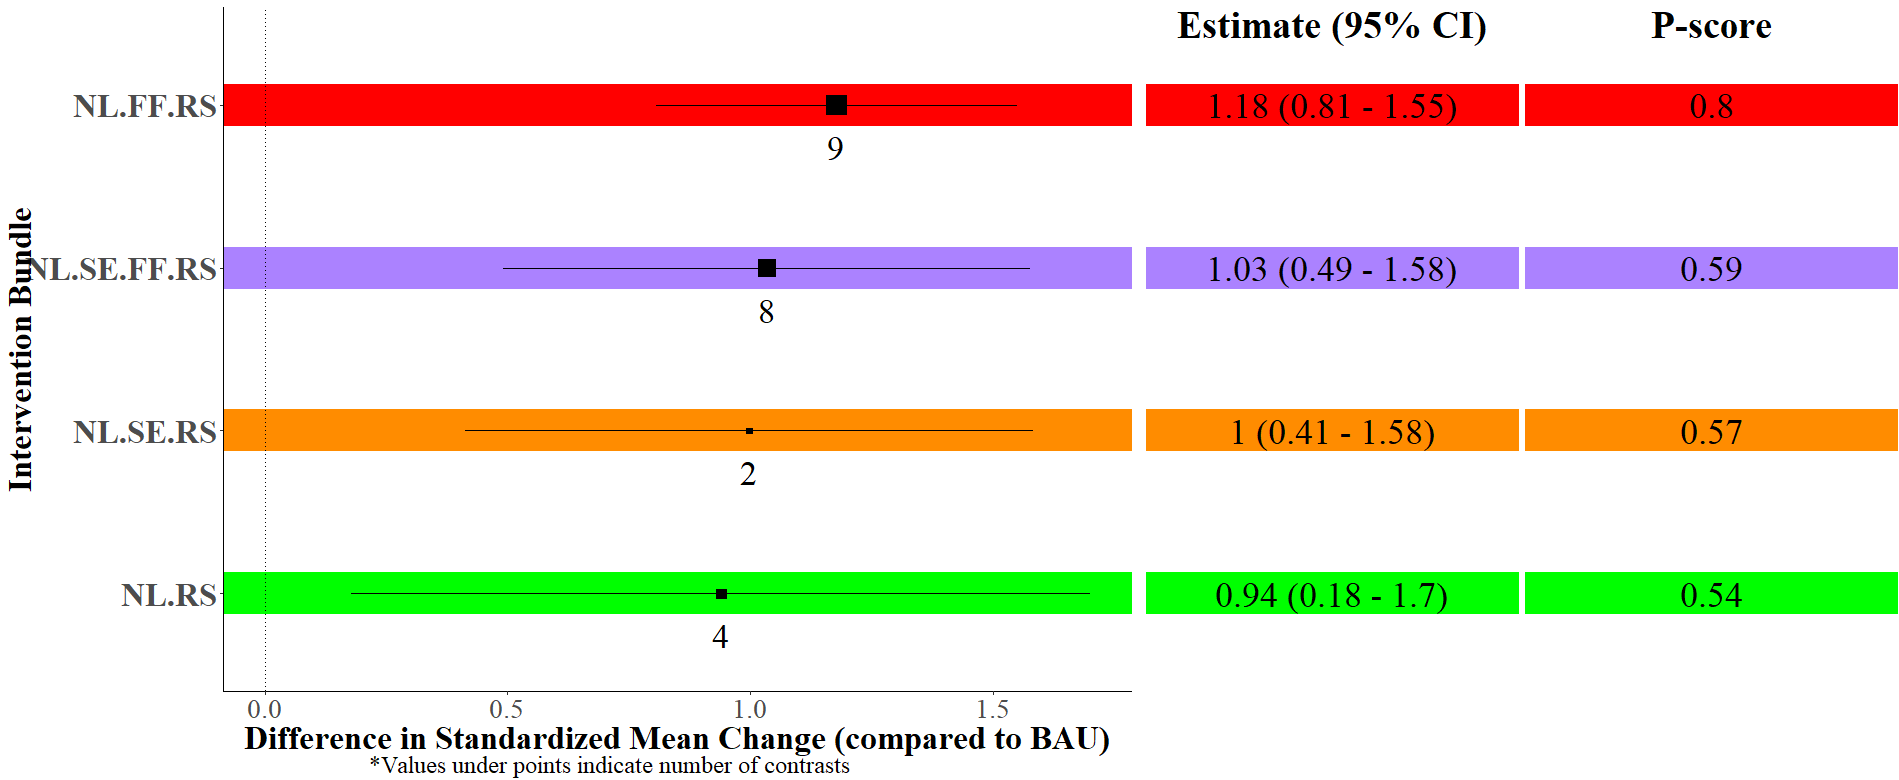 Estimate (95% CI) P-score
NL.FF.RS 1.18 (0.81 - 1.55) 0.8
9
NL.SE.FF.RS 1.03 (0.49 - 1.58) 0.59
8
Intervention Bundle
NL.SE.RS 1 (0.41 - 1.58) 0.57
2
NL.RS 0.94 (0.18 - 1.7) 0.54
4
0.0 0.5 1.0 1.5
Difference in Standardized Mean Change (compared to BAU)
*Values under points indicate number of contrasts